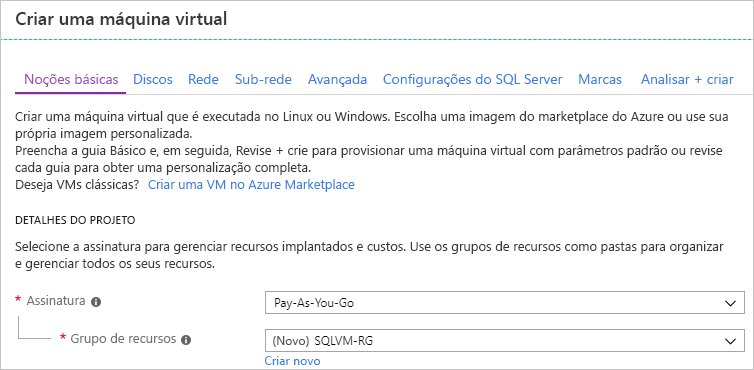 Criar uma máquina virtual
Noções básicas Discos Rede Sub-rede Avançada Configurações do SQL Server Marcas Analisar + criar
Criar uma máquina virtual que é executada no Linux ou Windows. Escolha uma imagem do marketplace do Azure ou use sua
própria imagem personalizada.
Preencha a guia Básico e, em seguida, Revise + crie para provisionar uma máquina virtual com parâmetros padrão ou revise
cada guia para obter uma personalização completa.
Deseja VMs clássicas? Criar uma VM no Azure Marketplace
DETALHES DO PROJETO
Selecione a assinatura para gerenciar recursos implantados e custos. Use os grupos de recursos como pastas para organizar
e gerenciar todos os seus recursos.
* Assinatura Pay-As-You-Go
* Grupo de recursos (Novo) SQLVM-RG
Criar novo